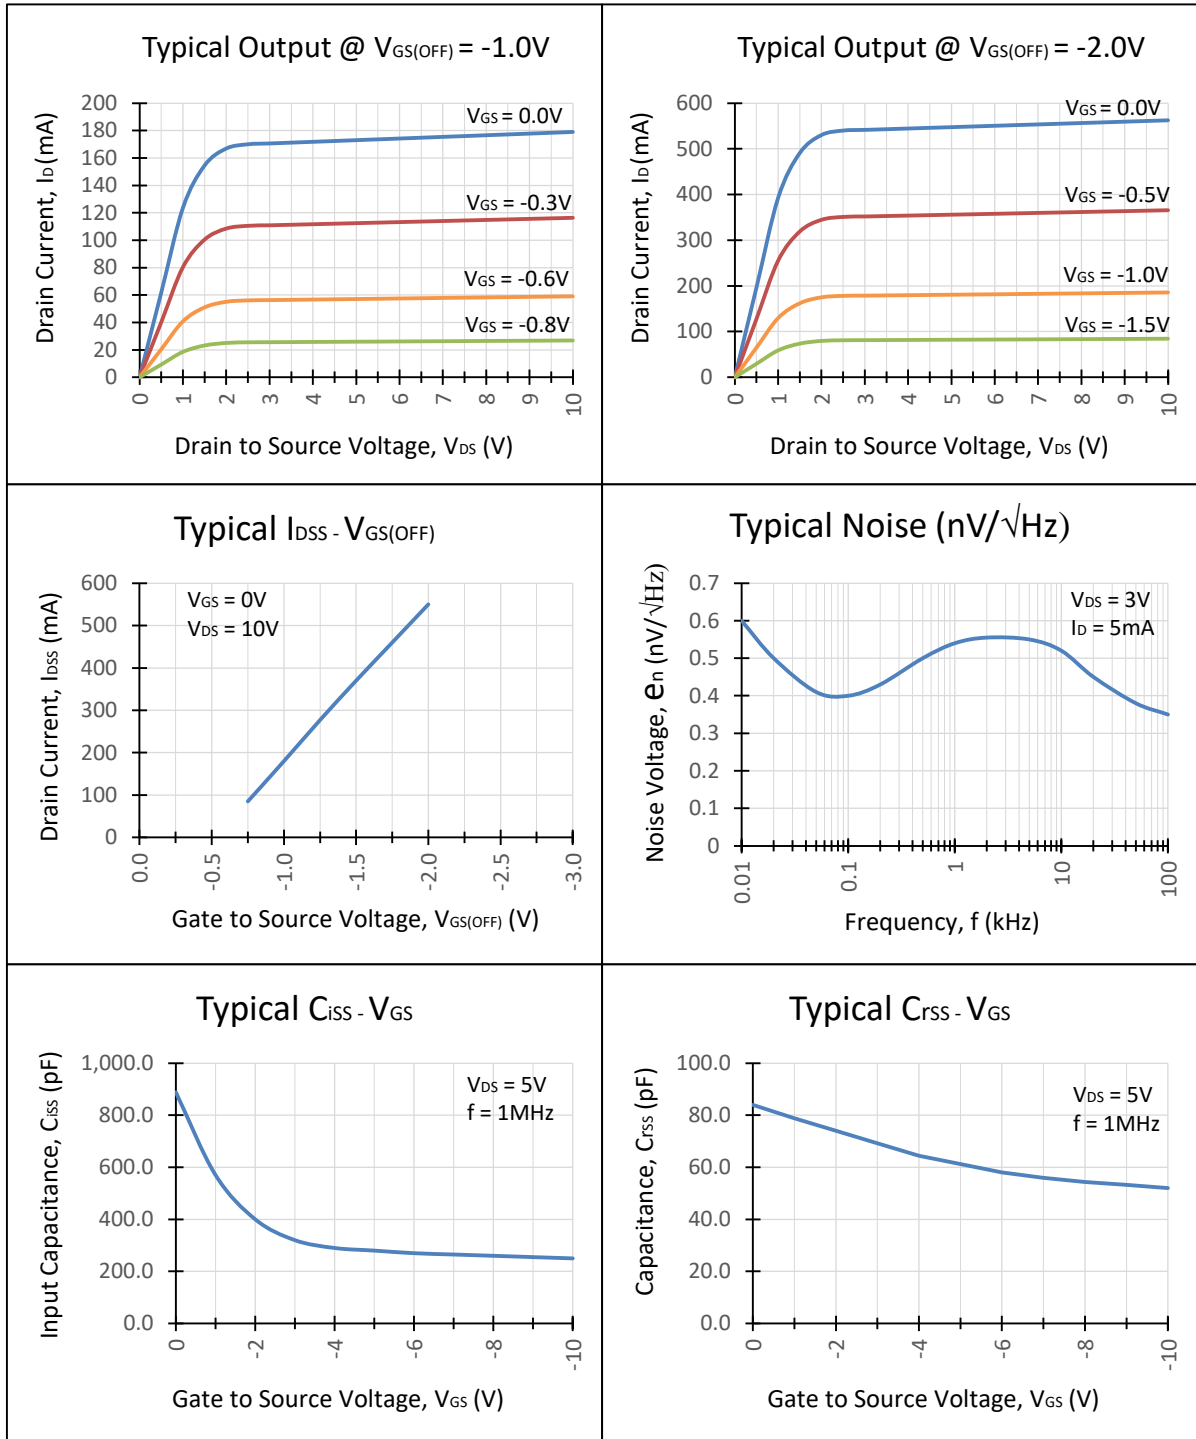 Typical Output @ VGS(OFF) = -1.0V
Drain Current, ID (mA)
200
180
160
140
120
100
80
60
40
20
0
VGS = 0.0V
VGS = -0.3V
VGS = -0.6V
VGS = -0.8V
0 1 2 3 4 5 6 7 8 9 10
Drain to Source Voltage, VDS (V)
Typical Output @ VGS(OFF) = -2.0V
Drain Current, ID (mA)
600
500
400
300
200
100
0
VGS = 0.0V
VGS = -0.5V
VGS = -1.0V
VGS = -1.5V
0 1 2 3 4 5 6 7 8 9 10
Drain to Source Voltage, VDS (V)
Typical IDSS - VGS(OFF)
Drain Current, IDSS (mA)
600
500
400
300
200
100
0
VGS = 0V
VDS = 10V
0.0 -0.5 -1.0 -1.5 -2.0 -2.5 -3.0
Gate to Source Voltage, VGS(OFF) (V)
Typical Noise (nV/√Hz)
Noise Voltage, en (nV/√Hz)
0.7
0.6
0.5
0.4
0.3
0.2
0.1
0
VDS = 3V
ID = 5mA
0.01 0.1 1 10 100
Frequency, f (kHz)
Typical CiSS - VGS
Input Capacitance, CiSS (pF)
1,000.0
800.0
600.0
400.0
200.0
0.0
VDS = 5V
f = 1MHz
0 -2 -4 -6 -8 -10
Gate to Source Voltage, VGS (V)
Typical CrSS - VGS
Capacitance, CrSS (pF)
100.0
80.0
60.0
40.0
20.0
0.0
VDS = 5V
f = 1MHz
0 -2 -4 -6 -8 -10
Gate to Source Voltage, VGS (V)